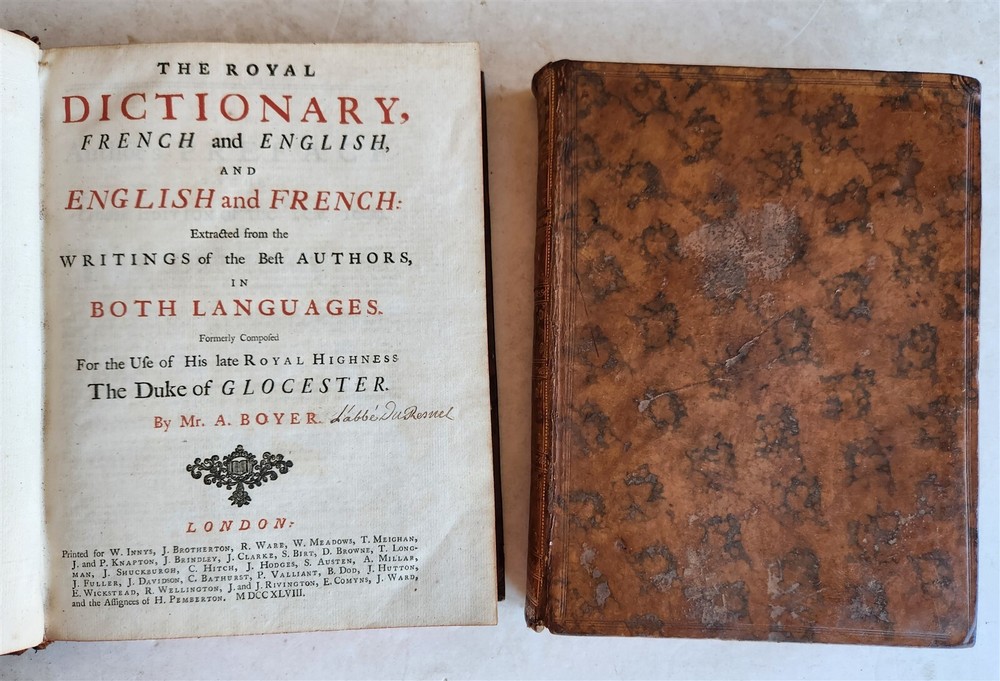 THE ROYAL
DICTIONARY,
FRENCH and ENGLISH,
AND
ENGLISH and FRENCH:
Extracted from the
WRITINGS of the Beſt AUTHORS,
IN
BOTH LANGUAGES.
Formerly Compoſed
For the Uſe of His late ROYAL HIGHNESS
The Duke of GLOCESTER.
By Mr. A. BOYER. L'abbé Du Resnel
LONDON:
Printed for W. INNYS, J. BROTHERTON, R. WARE, W. MEADOWS, T. MEIGHAN,
J. and P. KNAPTON, J. BRINDLEY, J. CLARKE, S. BIRT, D. BROWNE, T. LONG-
MAN, J. SHUCKBURGH, C. HITCH, J. HODGES, S. AUSTEN, A. MILLAR,
J. FULLER, J. DAVIDSON, C. BATHURST, P. VALLIANT, B. DOD, J. HUTTON,
E. WICKSTEAD, R. WELLINGTON, J. and J. RIVINGTON, E. COMYNS, J. WARD,
and the Aſſignees of H. PEMBERTON. MDCCXLVIII.